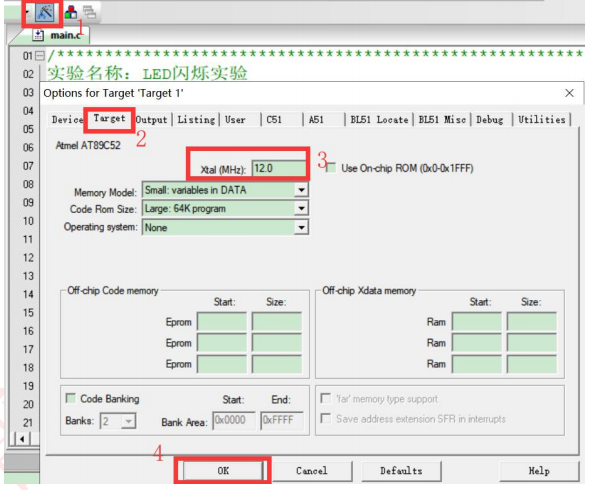 1
main.c
01 /*****************************************************
02 实验名称: LED闪烁实验
03
04
05
06
07
08
09
10
11
12
13
14
15
16
17
18
19
20
21
Options for Target 'Target 1'
Device Target Output Listing User C51 A51 BL51 Locate BL51 Misc Debug Utilities
2
Atmel AT89C52
Xtal (MHz): 12.0
3
Use On-chip ROM (0x0-0x1FFF)
Memory Model: Small: variables in DATA
Code Rom Size: Large: 64K program
Operating system: None
Off-chip Code memory
Start: Size:
Eprom
Eprom
Eprom
Off-chip Xdata memory
Start: Size:
Ram
Ram
Ram
Code Banking Start: End:
Banks: 2 Bank Area: 0x0000 0xFFFF
'far' memory type support
Save address extension SFR in interrupts
4
OK Cancel Defaults Help